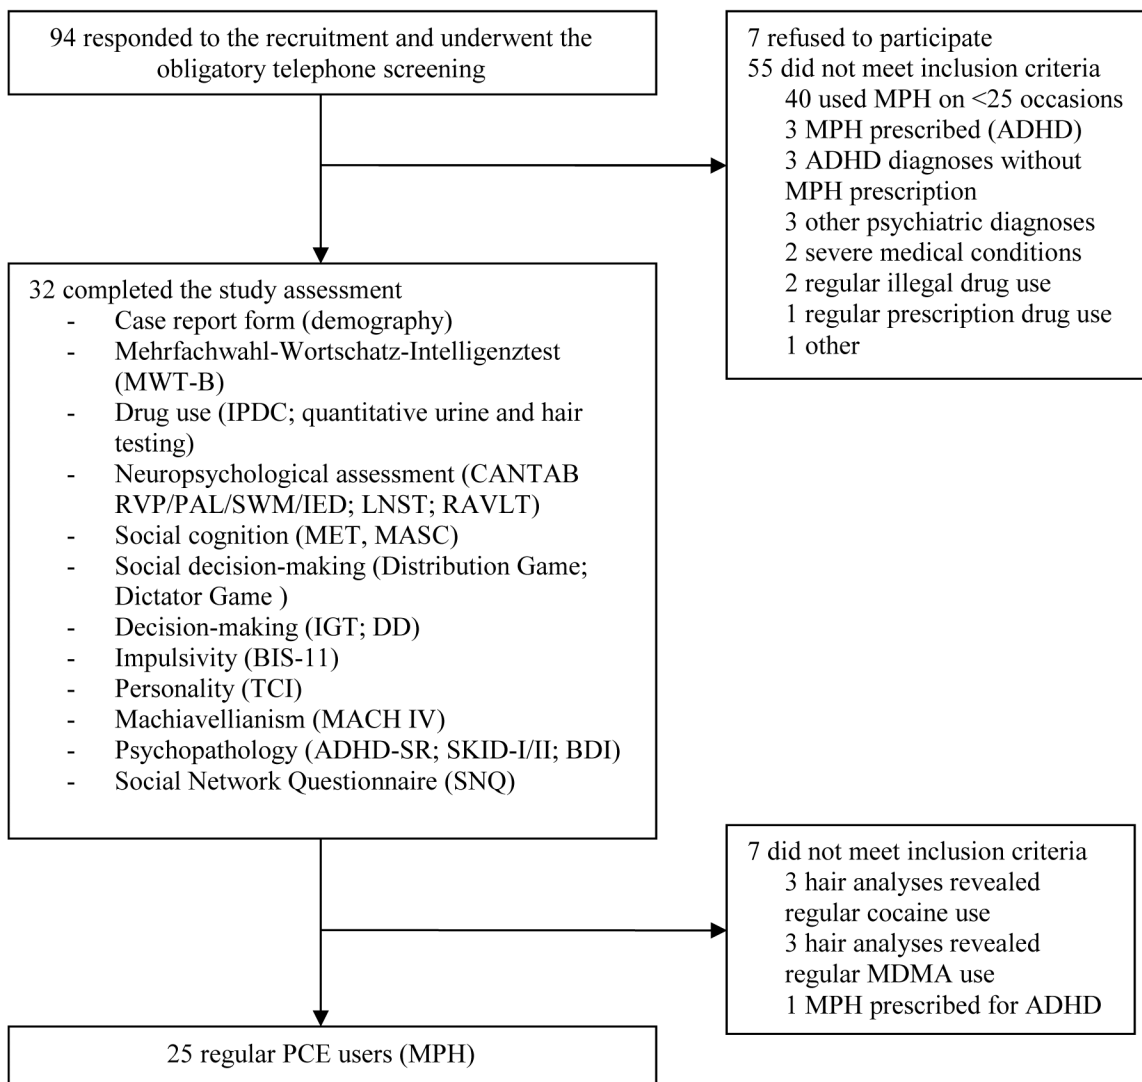 94 responded to the recruitment and underwent the
obligatory telephone screening
7 refused to participate
55 did not meet inclusion criteria
40 used MPH on <25 occasions
3 MPH prescribed (ADHD)
3 ADHD diagnoses without
MPH prescription
3 other psychiatric diagnoses
2 severe medical conditions
2 regular illegal drug use
1 regular prescription drug use
1 other
32 completed the study assessment
- Case report form (demography)
- Mehrfachwahl-Wortschatz-Intelligenztest
(MWT-B)
- Drug use (IPDC; quantitative urine and hair
testing)
- Neuropsychological assessment (CANTAB
RVP/PAL/SWM/IED; LNST; RAVLT)
- Social cognition (MET, MASC)
- Social decision-making (Distribution Game;
Dictator Game )
- Decision-making (IGT; DD)
- Impulsivity (BIS-11)
- Personality (TCI)
- Machiavellianism (MACH IV)
- Psychopathology (ADHD-SR; SKID-I/II; BDI)
- Social Network Questionnaire (SNQ)
7 did not meet inclusion criteria
3 hair analyses revealed
regular cocaine use
3 hair analyses revealed
regular MDMA use
1 MPH prescribed for ADHD
25 regular PCE users (MPH)